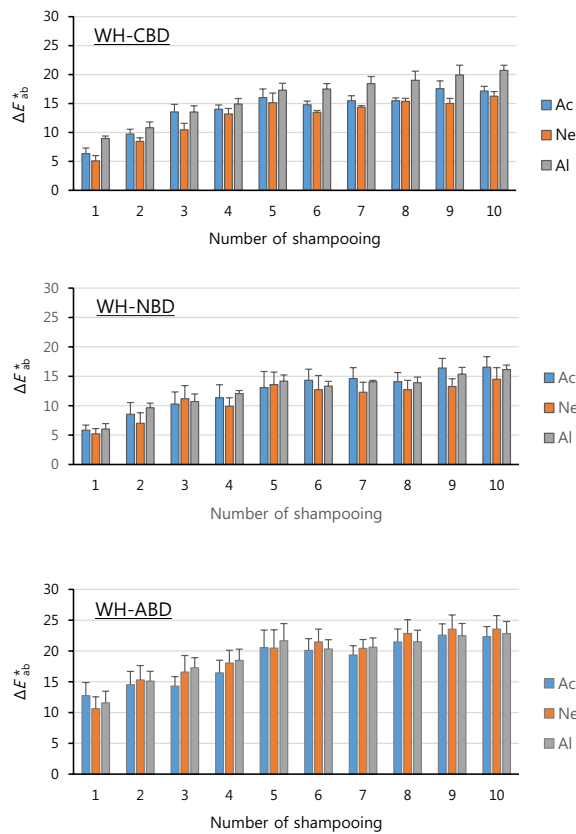 WH-CBD
30
25
20
15
10
5
0
ΔE*ab
1 2 3 4 5 6 7 8 9 10
Number of shampooing
Ac
Ne
Al
WH-NBD
30
25
20
15
10
5
0
ΔE*ab
1 2 3 4 5 6 7 8 9 10
Number of shampooing
Ac
Ne
Al
WH-ABD
30
25
20
15
10
5
0
ΔE*ab
1 2 3 4 5 6 7 8 9 10
Number of shampooing
Ac
Ne
Al